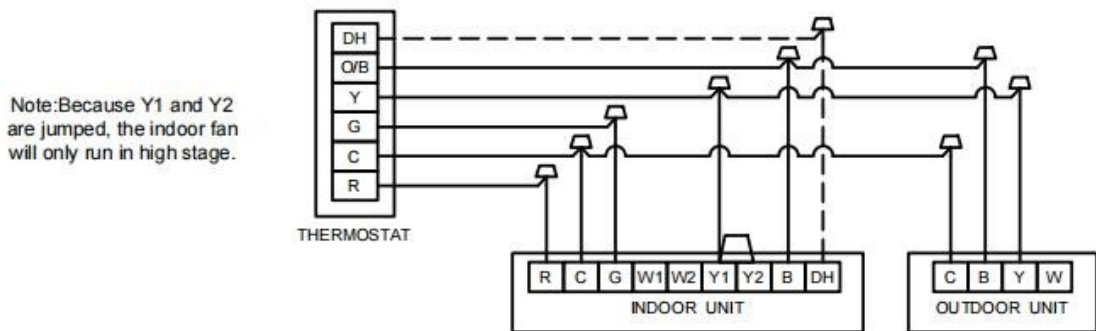 Note:Because Y1 and Y2
are jumped, the indoor fan
will only run in high stage.
DH
O/B
Y
G
C
R
THERMOSTAT
R C G W1 W2 Y1 Y2 B DH
INDOOR UNIT
C B Y W
OUTDOOR UNIT